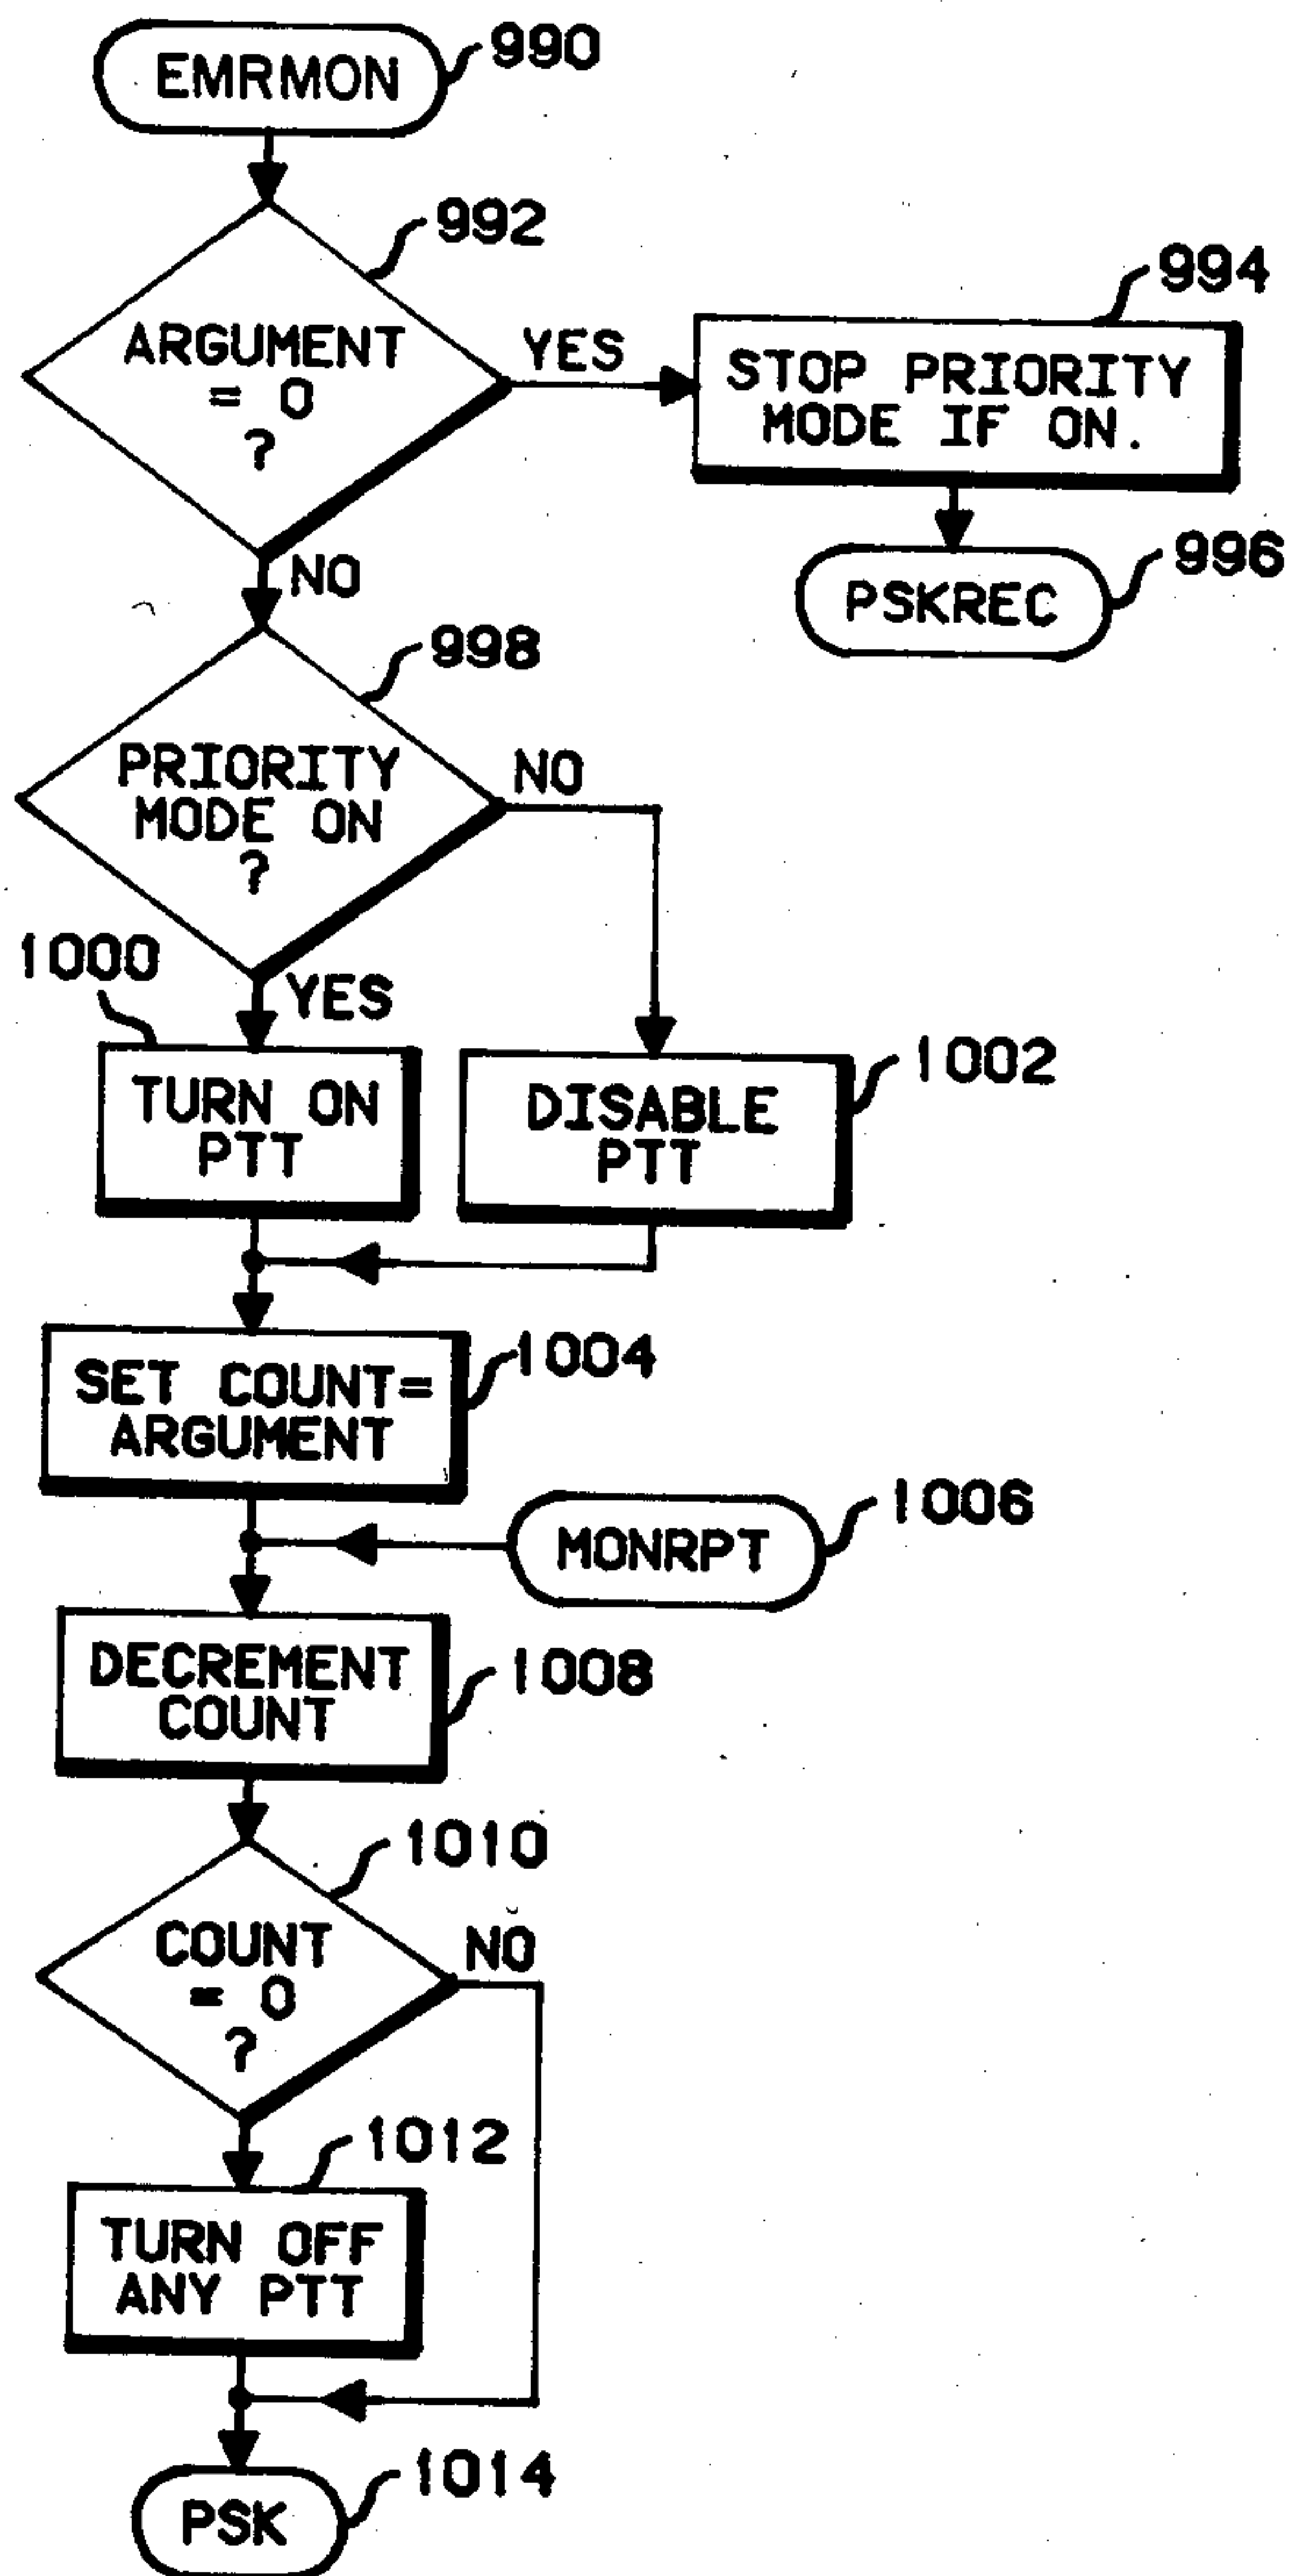 EMRMON
990
992
ARGUMENT
= 0
?
YES
994
STOP PRIORITY
MODE IF ON.
NO
996
PSKREC
998
PRIORITY
MODE ON
?
NO
1000
YES
TURN ON
PTT
1002
DISABLE
PTT
1004
SET COUNT=
ARGUMENT
1006
MONRPT
1008
DECREMENT
COUNT
1010
COUNT
= 0
?
NO
1012
TURN OFF
ANY PTT
1014
PSK